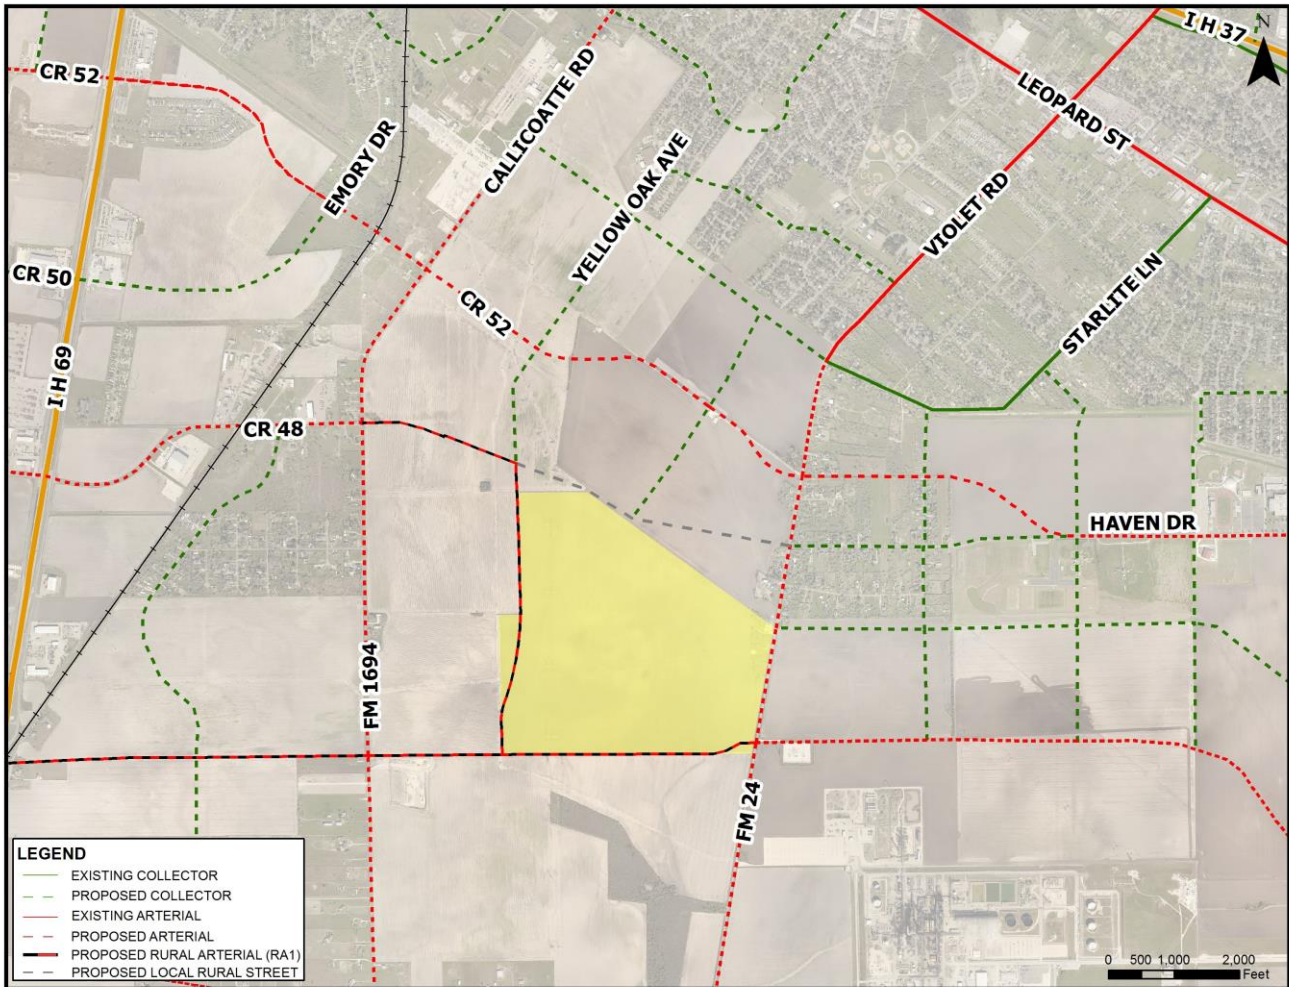 I H 37
N
CR 52
CALLICOATTE RD
LEOPARD ST
EMORY DR
YELLOW OAK AVE
VIOLET RD
CR 50
CR 52
STARLITE LN
I H 69
CR 48
HAVEN DR
FM 1694
FM 24
LEGEND
EXISTING COLLECTOR
PROPOSED COLLECTOR
EXISTING ARTERIAL
PROPOSED ARTERIAL
PROPOSED RURAL ARTERIAL (RA1)
PROPOSED LOCAL RURAL STREET
0 500 1,000 2,000
Feet